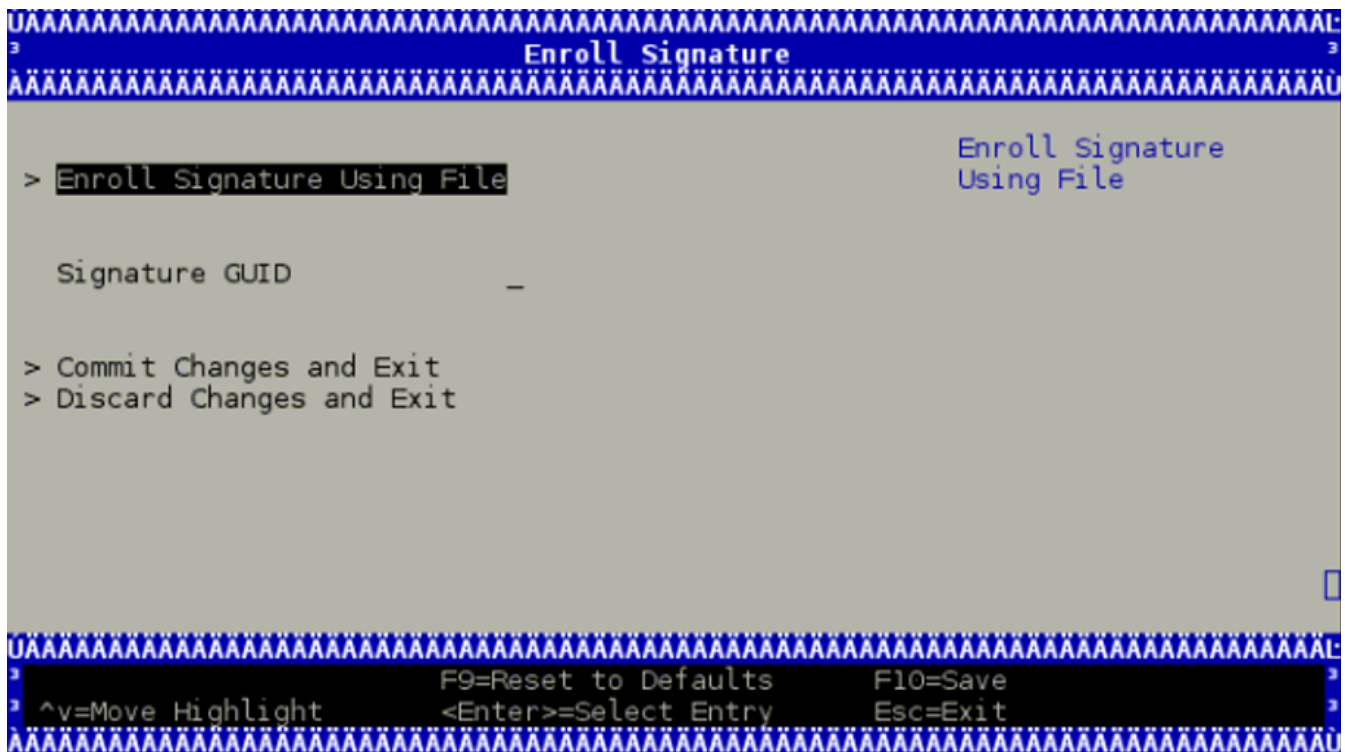 Enroll Signature
Enroll Signature
> Enroll Signature Using File
Using File
Signature GUID _
> Commit Changes and Exit
> Discard Changes and Exit
F9=Reset to Defaults F10=Save
^v=Move Highlight <Enter>=Select Entry Esc=Exit